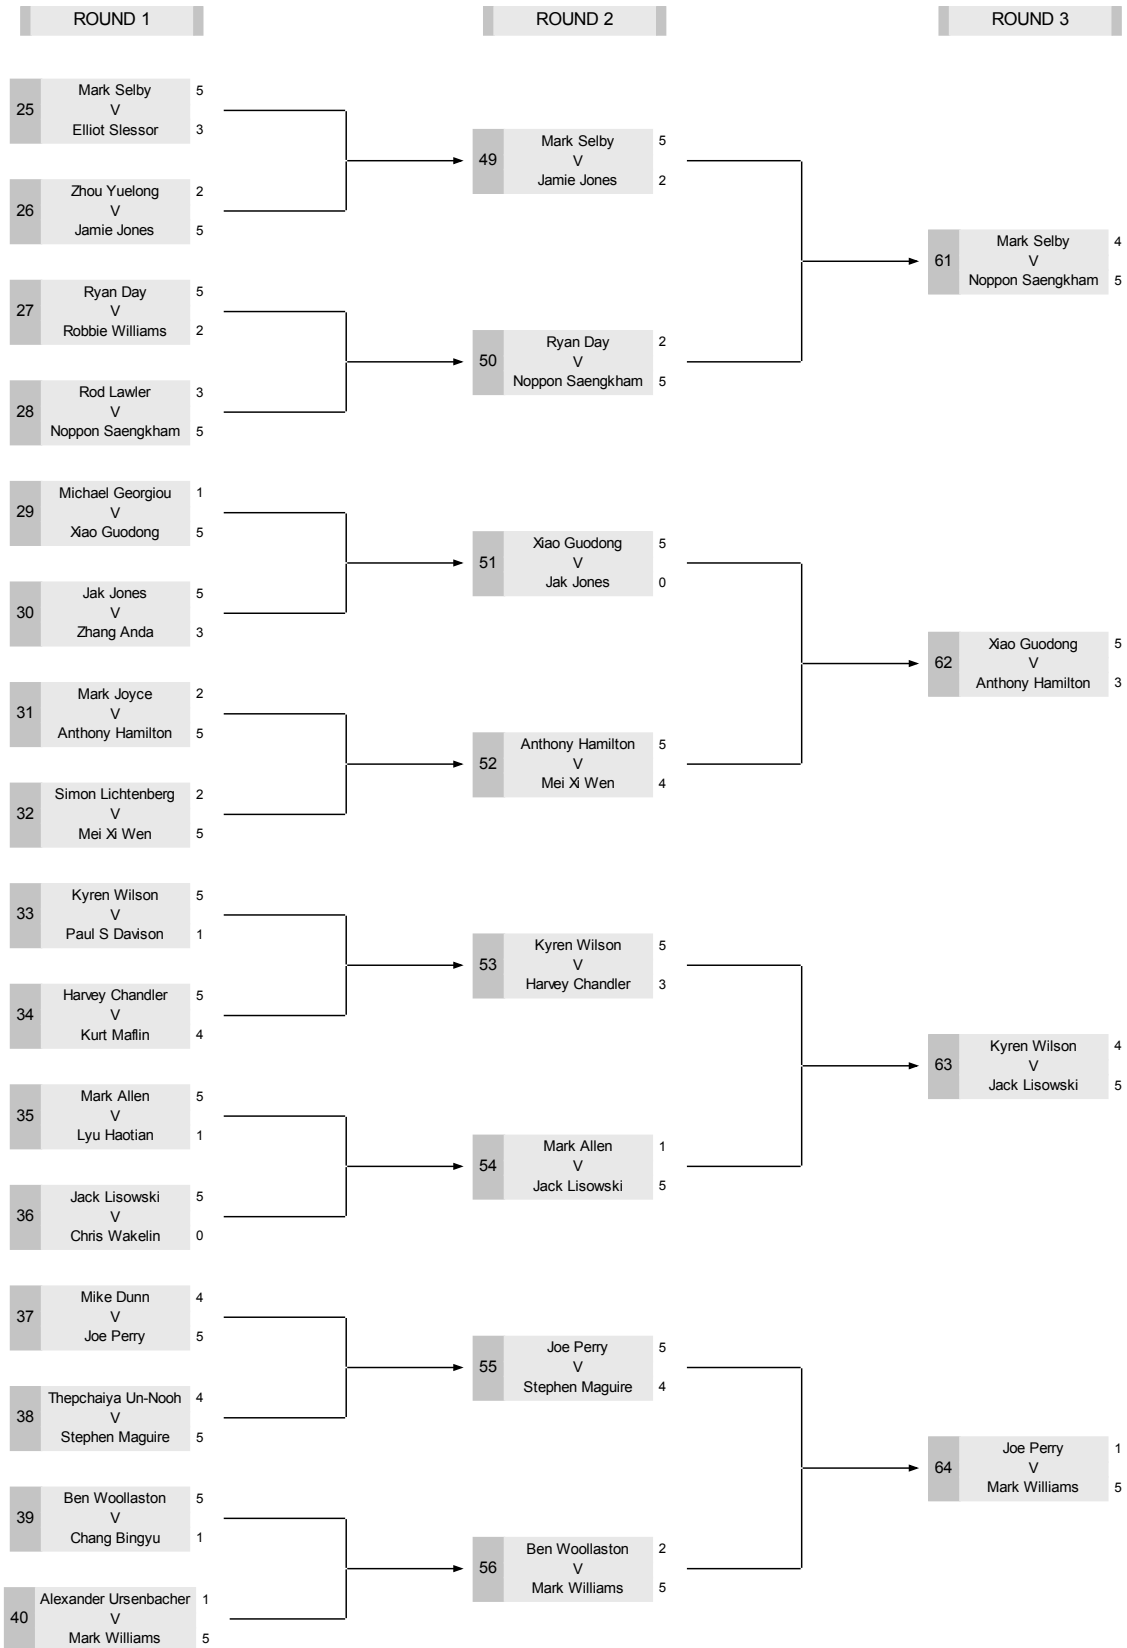 ROUND 1
ROUND 2
ROUND 3
25
Mark Selby 5
V
Elliot Slessor 3
26
Zhou Yuelong 2
V
Jamie Jones 5
27
Ryan Day 5
V
Robbie Williams 2
28
Rod Lawler 3
V
Noppon Saengkham 5
29
Michael Georgiou 1
V
Xiao Guodong 5
30
Jak Jones 5
V
Zhang Anda 3
31
Mark Joyce 2
V
Anthony Hamilton 5
32
Simon Lichtenberg 2
V
Mei Xi Wen 5
33
Kyren Wilson 5
V
Paul S Davison 1
34
Harvey Chandler 5
V
Kurt Maflin 4
35
Mark Allen 5
V
Lyu Haotian 1
36
Jack Lisowski 5
V
Chris Wakelin 0
37
Mike Dunn 4
V
Joe Perry 5
38
Thepchaiya Un-Nooh 4
V
Stephen Maguire 5
39
Ben Woollaston 5
V
Chang Bingyu 1
40
Alexander Ursenbacher 1
V
Mark Williams 5
49
Mark Selby 5
V
Jamie Jones 2
50
Ryan Day 2
V
Noppon Saengkham 5
51
Xiao Guodong 5
V
Jak Jones 0
52
Anthony Hamilton 5
V
Mei Xi Wen 4
53
Kyren Wilson 5
V
Harvey Chandler 3
54
Mark Allen 1
V
Jack Lisowski 5
55
Joe Perry 5
V
Stephen Maguire 4
56
Ben Woollaston 2
V
Mark Williams 5
61
Mark Selby 4
V
Noppon Saengkham 5
62
Xiao Guodong 5
V
Anthony Hamilton 3
63
Kyren Wilson 4
V
Jack Lisowski 5
64
Joe Perry 1
V
Mark Williams 5